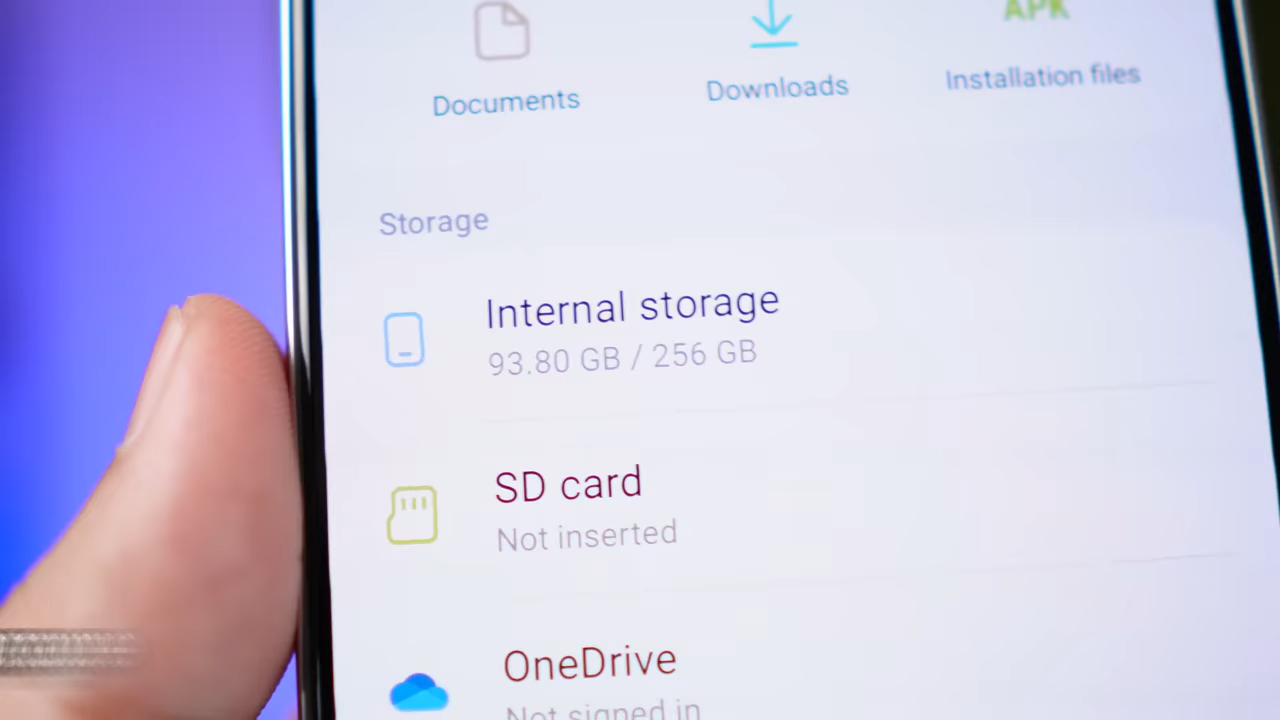 APK
Documents
Downloads
Installation files
Storage
Internal storage
93.80 GB / 256 GB
SD card
Not inserted
OneDrive
Not signed in